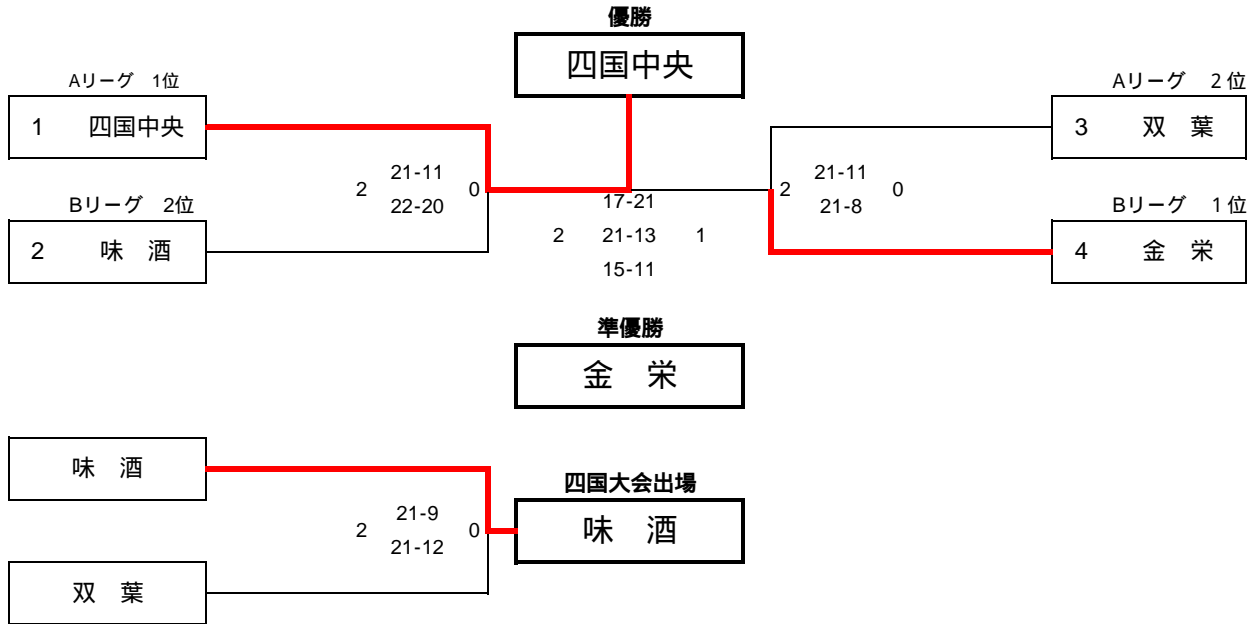 優勝
四国中央
Aリーグ　1位
Aリーグ　2位
1　四国中央
3　双　葉
2　21-11　0
22-20
2　21-11　0
21-8
Bリーグ　2位
Bリーグ　1位
2　味　酒
4　金　栄
17-21
2　21-13　1
15-11
準優勝
金　栄
味　酒
四国大会出場
味　酒
2　21-9　0
21-12
双　葉